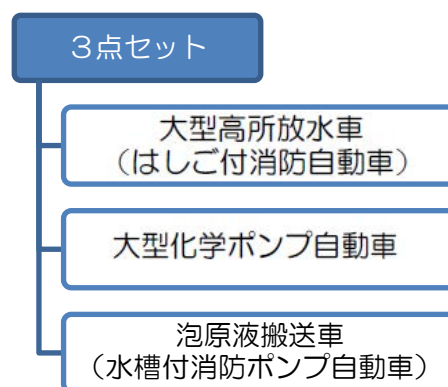 ３点セット
大型高所放水車
（はしご付消防自動車）
大型化学ポンプ自動車
泡原液搬送車
（水槽付消防ポンプ自動車）